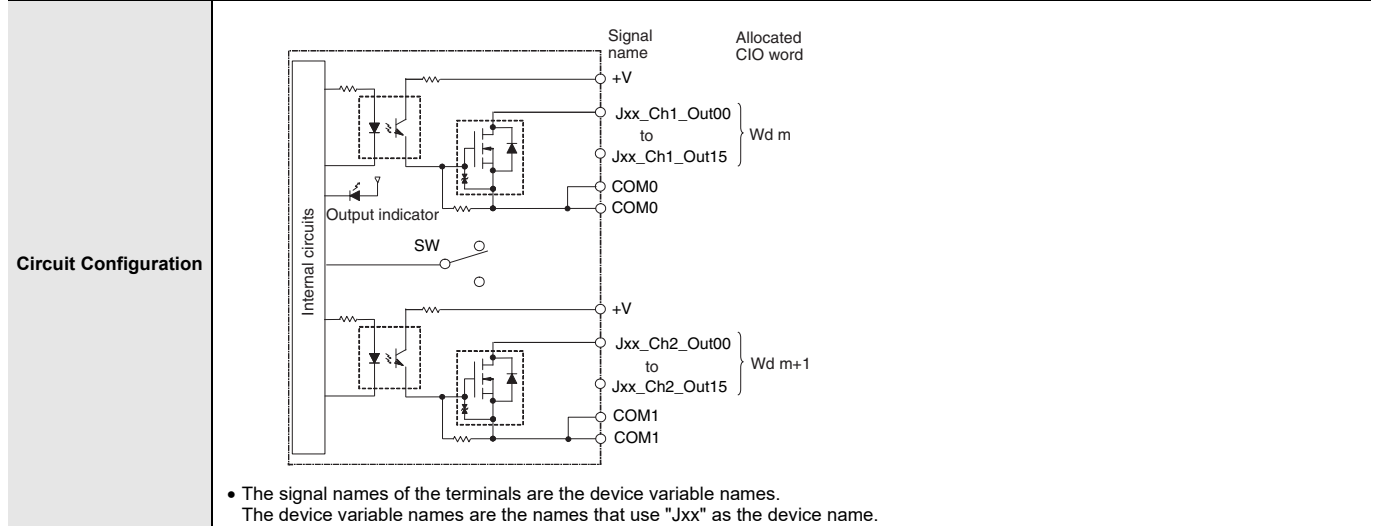 Circuit Configuration
Signal
name
Allocated
CIO word
+V
Jxx_Ch1_Out00
to
Jxx_Ch1_Out15
Wd m
COM0
COM0
Output indicator
Internal circuits
SW
+V
Jxx_Ch2_Out00
to
Jxx_Ch2_Out15
Wd m+1
COM1
COM1
• The signal names of the terminals are the device variable names.
The device variable names are the names that use "Jxx" as the device name.